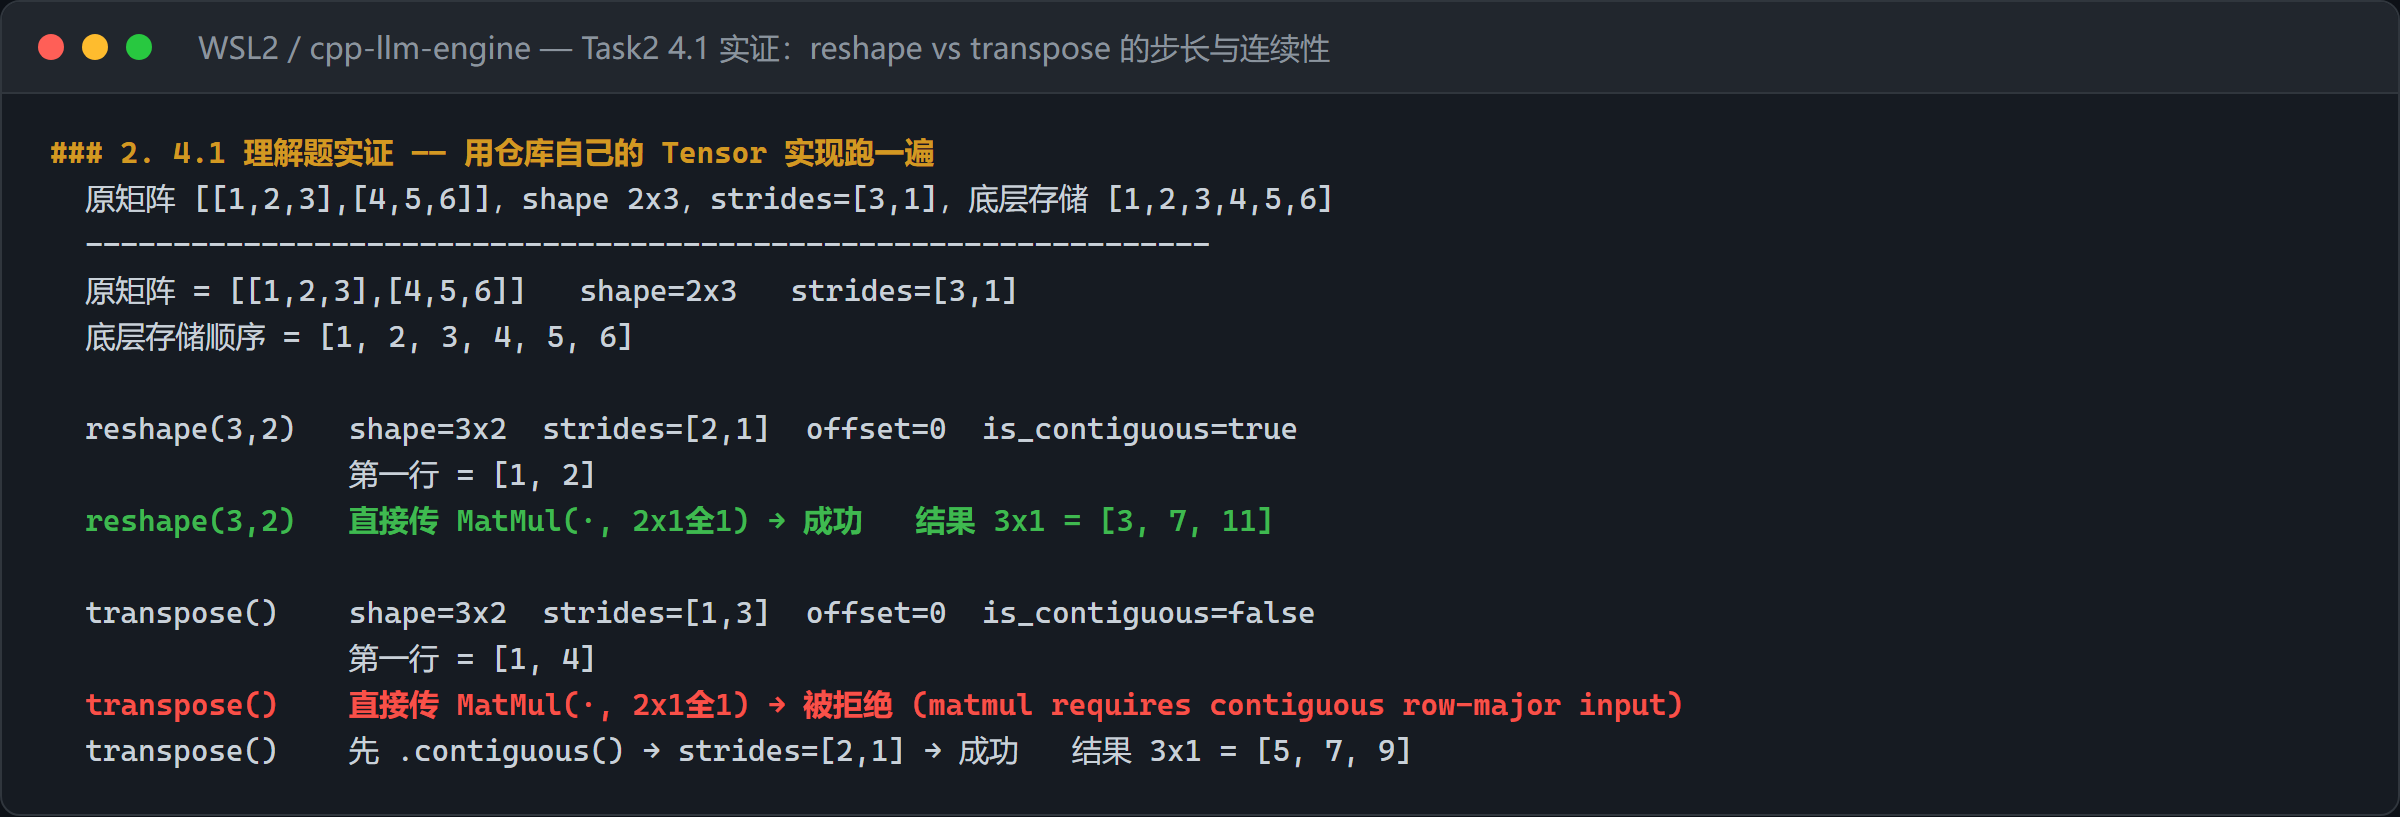 WSL2 / cpp-llm-engine — Task2 4.1 实证：reshape vs transpose 的步长与连续性
### 2. 4.1 理解题实证 —— 用仓库自己的 Tensor 实现跑一遍
原矩阵 [[1,2,3],[4,5,6]]，shape 2x3，strides=[3,1]，底层存储 [1,2,3,4,5,6]
----------------------------------------------------------------
原矩阵 = [[1,2,3],[4,5,6]]   shape=2x3   strides=[3,1]
底层存储顺序 = [1, 2, 3, 4, 5, 6]
reshape(3,2)   shape=3x2  strides=[2,1]  offset=0  is_contiguous=true
第一行 = [1, 2]
reshape(3,2)   直接传 MatMul(·, 2x1全1) → 成功   结果 3x1 = [3, 7, 11]
transpose()    shape=3x2  strides=[1,3]  offset=0  is_contiguous=false
第一行 = [1, 4]
transpose()    直接传 MatMul(·, 2x1全1) → 被拒绝 (matmul requires contiguous row-major input)
transpose()    先 .contiguous() → strides=[2,1] → 成功   结果 3x1 = [5, 7, 9]